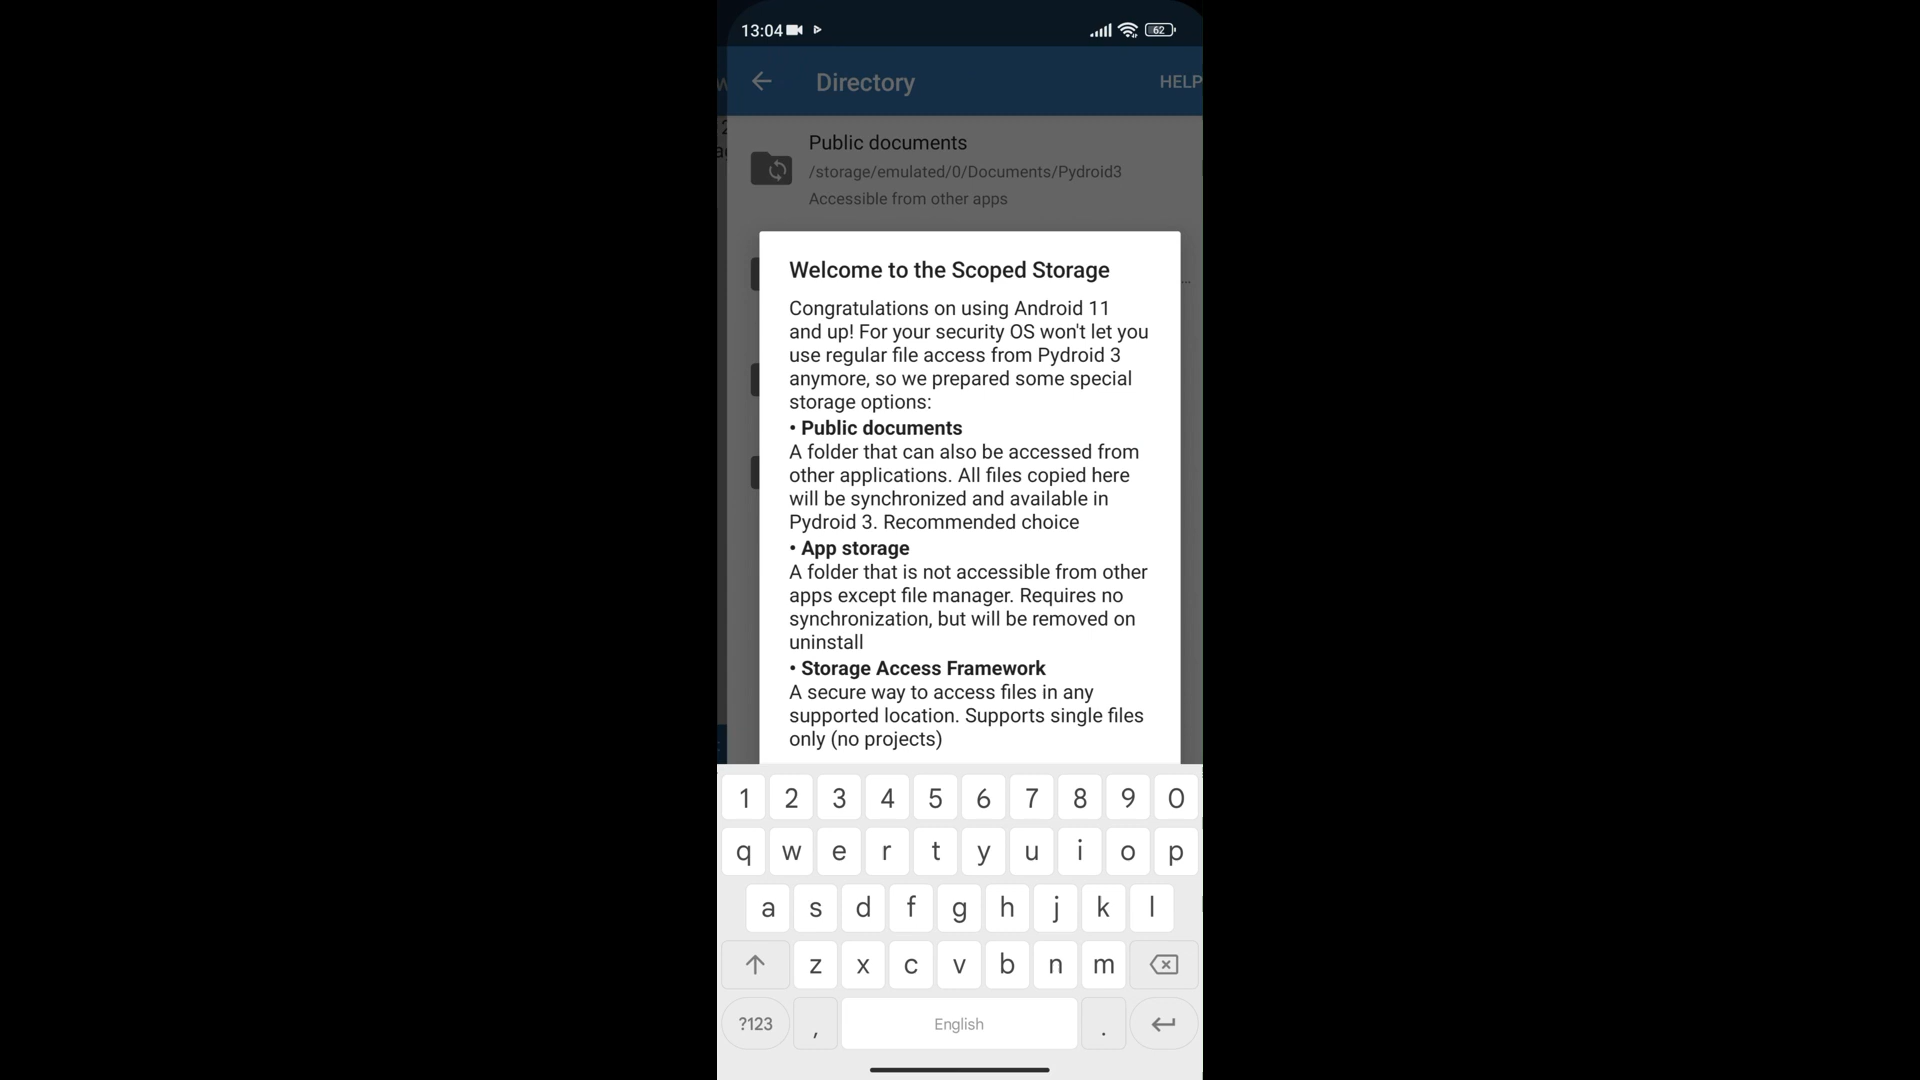 13:04
62
Directory
HELP
Public documents
/storage/emulated/0/Documents/Pydroid3
Accessible from other apps
Welcome to the Scoped Storage
Congratulations on using Android 11
and up! For your security OS won't let you
use regular file access from Pydroid 3
anymore, so we prepared some special
storage options:
• Public documents
A folder that can also be accessed from
other applications. All files copied here
will be synchronized and available in
Pydroid 3. Recommended choice
• App storage
A folder that is not accessible from other
apps except file manager. Requires no
synchronization, but will be removed on
uninstall
• Storage Access Framework
A secure way to access files in any
supported location. Supports single files
only (no projects)
1 2 3 4 5 6 7 8 9 0
q w e r t y u i o p
a s d f g h j k l
z x c v b n m
?123 , English .